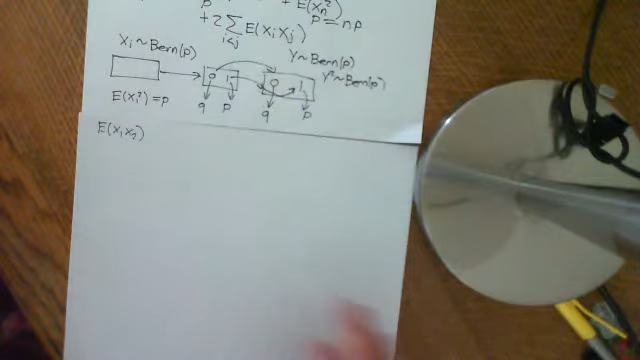 p + E(Xn²)
+ 2 Σ E(XiXj) p = np
i<j
Xi ~ Bern(p) Y ~ Bern(p)
0 1 0 1 Y² ~ Bern(p)
E(Xi²) = p q p q p
E(X1X2)